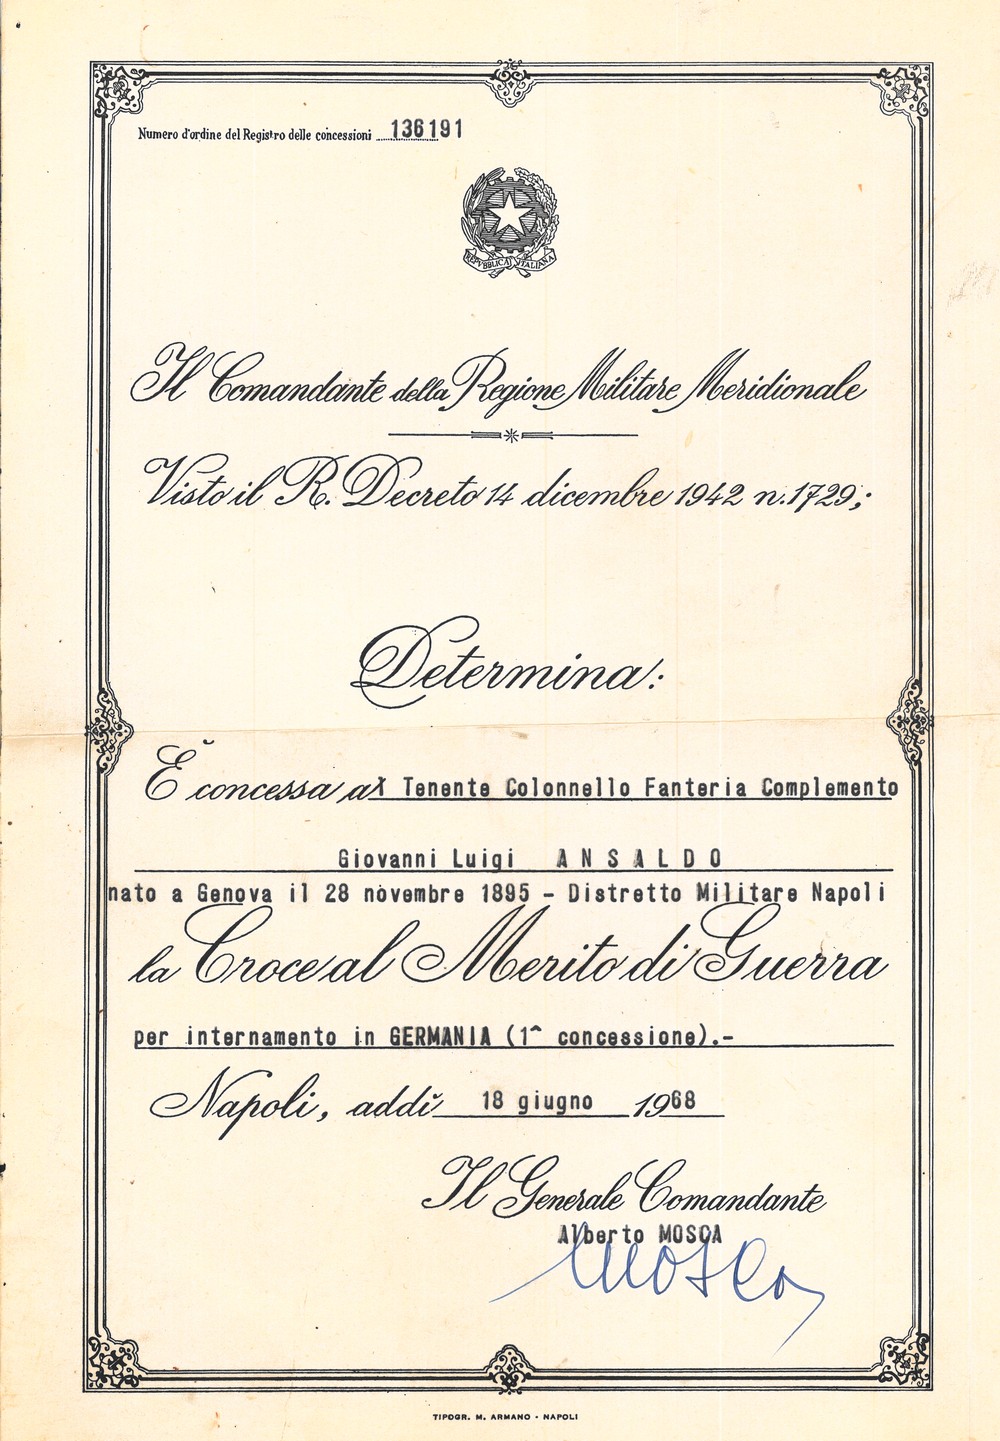 Numero d'ordine del Registro delle concessioni 136191
REPVBBLICA ITALIANA
Il Comandante della Regione Militare Meridionale
Visto il R. Decreto 14 dicembre 1942 n. 1729;
Determina:
È concessa al Tenente Colonnello Fanteria Complemento
Giovanni Luigi A N S A L D O
nato a Genova il 28 novembre 1895 - Distretto Militare Napoli
la Croce al Merito di Guerra
per internamento in GERMANIA (1^ concessione).-
Napoli, addì 18 giugno 1968
Il Generale Comandante
Alberto MOSCA
Mosca
TIPOGR. M. ARMANO - NAPOLI